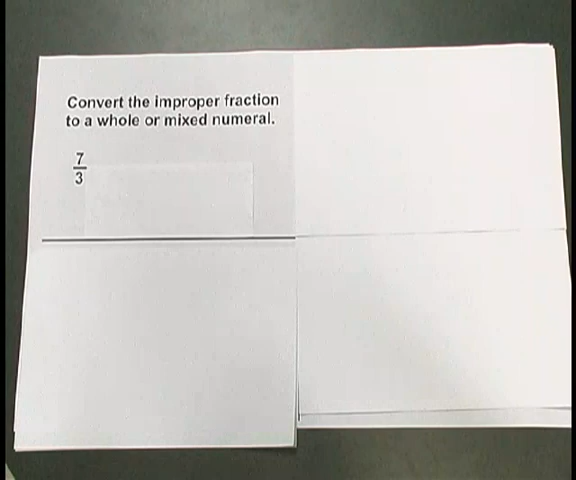 Convert the improper fraction
to a whole or mixed numeral.
7
3